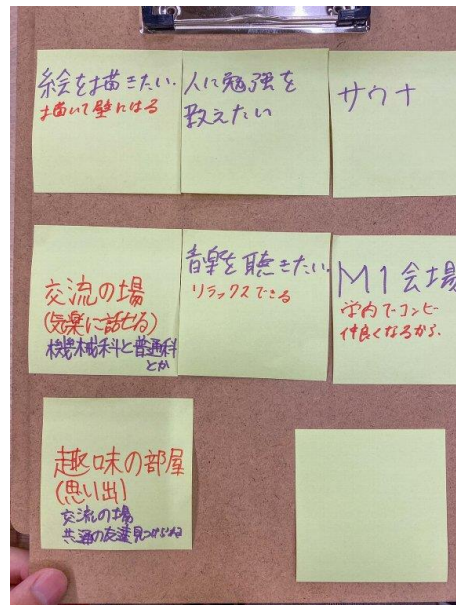 絵を描きたい.
描いて壁にはる
人に勉強を
教えたい
サウナ
交流の場
(気楽に話せる)
機械科と普通科
とか
音楽を聴きたい.
リラックスできる
M1会場
学内でコンビ
仲良くなるから.
趣味の部屋
(思い出)
交流の場
共通の友達見つけられる